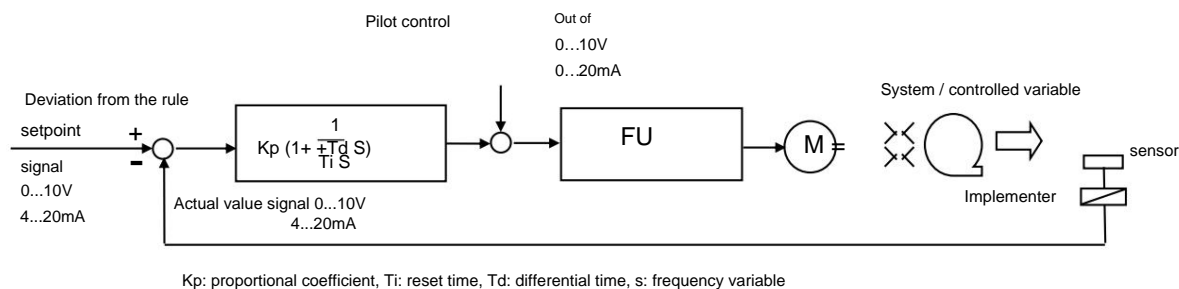 Pilot control
Out of
0...10V
0...20mA
Deviation from the rule
setpoint
+
-
signal
0...10V
4...20mA
1
Kp (1+ +Td S)
Ti S
FU
M =
System / controlled variable
sensor
Implementer
Actual value signal 0...10V
4...20mA
Kp: proportional coefficient, Ti: reset time, Td: differential time, s: frequency variable